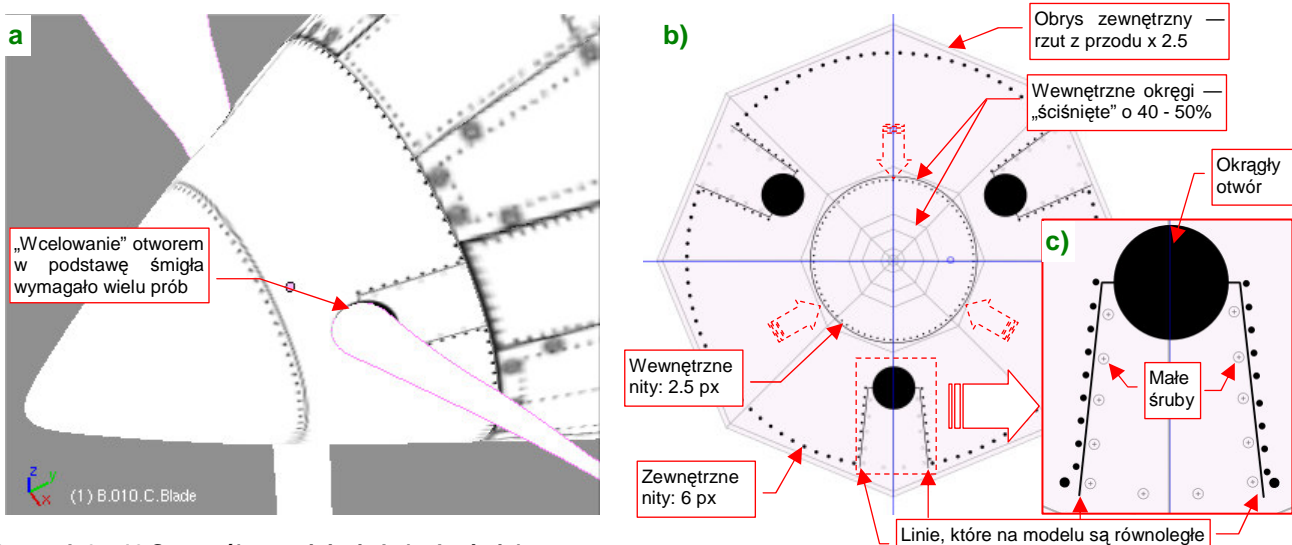 a
„Wcelowanie” otworem
w podstawę śmigła
wymagało wielu prób
z
y
x
(1) B.010.C.Blade
b)
Obrys zewnętrzny —
rzut z przodu x 2.5
Wewnętrzne okręgi —
„ściśnięte” o 40 - 50%
Okrągły
otwór
c)
Wewnętrzne
nity: 2.5 px
Małe
śruby
Zewnętrzne
nity: 6 px
Linie, które na modelu są równoległe